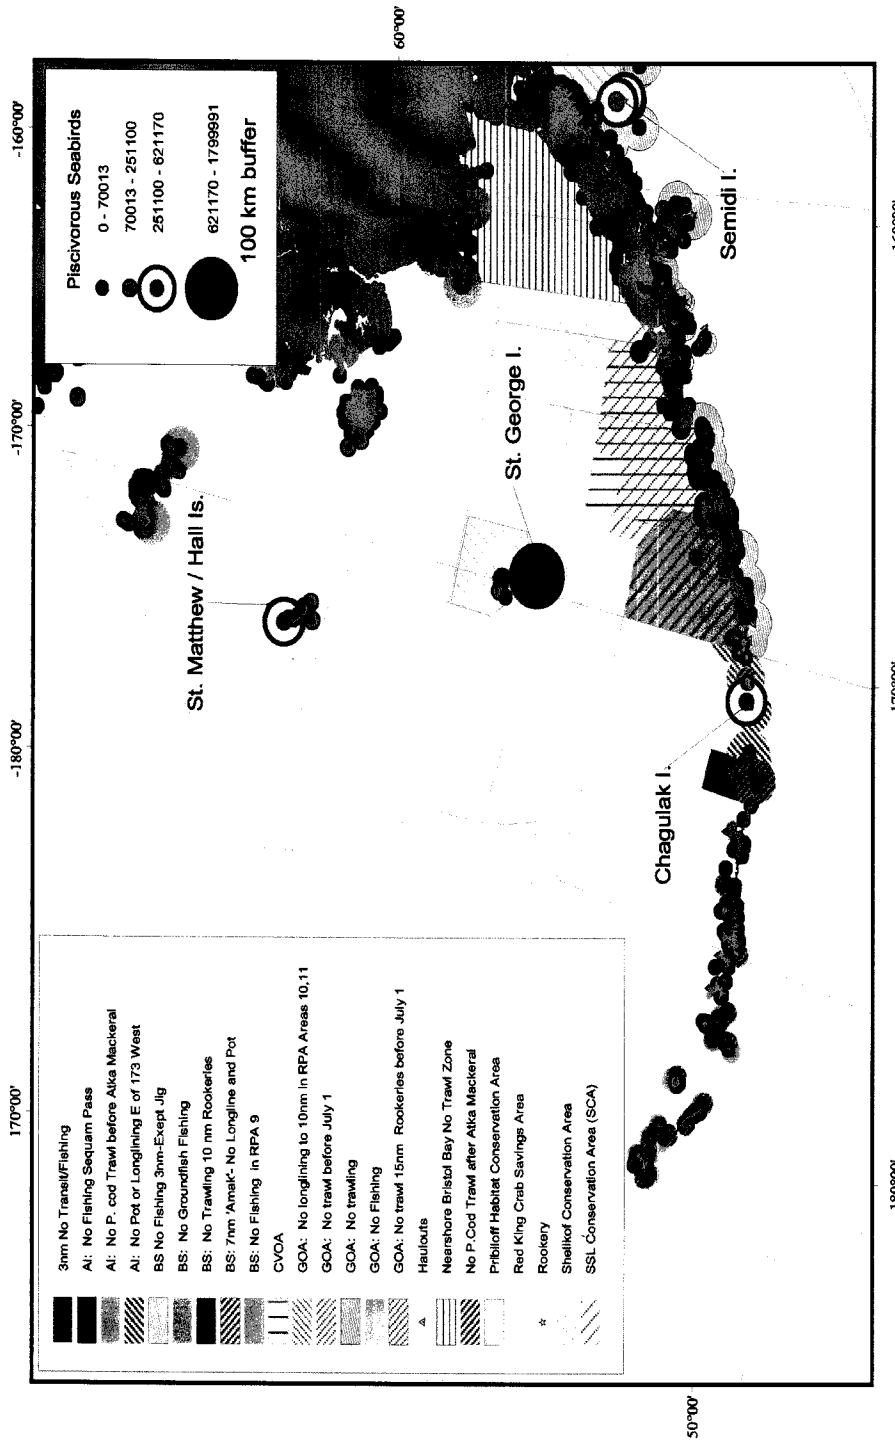 Piscivorous Seabirds
0 - 70013
70013 - 251100
251100 - 621170
621170 - 1799991
100 km buffer
170°00'
-180°00'
-170°00'
-160°00'
60°00'
50°00'
180°00'
170°00'
160°00'
St. Matthew / Hall Is.
St. George I.
Chagulak I.
Semidi I.
3nm No Transit/Fishing
AI: No Fishing Sequam Pass
AI: No P. cod Trawl before Atka Mackeral
AI: No Pot or Longlining E of 173 West
BS No Fishing 3nm-Exept Jig
BS: No Groundfish Fishing
BS: No Trawling 10 nm Rookeries
BS: 7nm 'Amak'- No Longline and Pot
BS: No Fishing in RPA 9
CVOA
GOA: No longlining to 10nm in RPA Areas 10,11
GOA: No trawl before July 1
GOA: No trawling
GOA: No Fishing
GOA: No trawl 15nm Rookeries before July 1
Haulouts
Nearshore Bristol Bay No Trawl Zone
No P.Cod Trawl after Atka Mackeral
Pribiloff Habitat Conservation Area
Red King Crab Savings Area
Rookery
Shelikof Conservation Area
SSL Conservation Area (SCA)